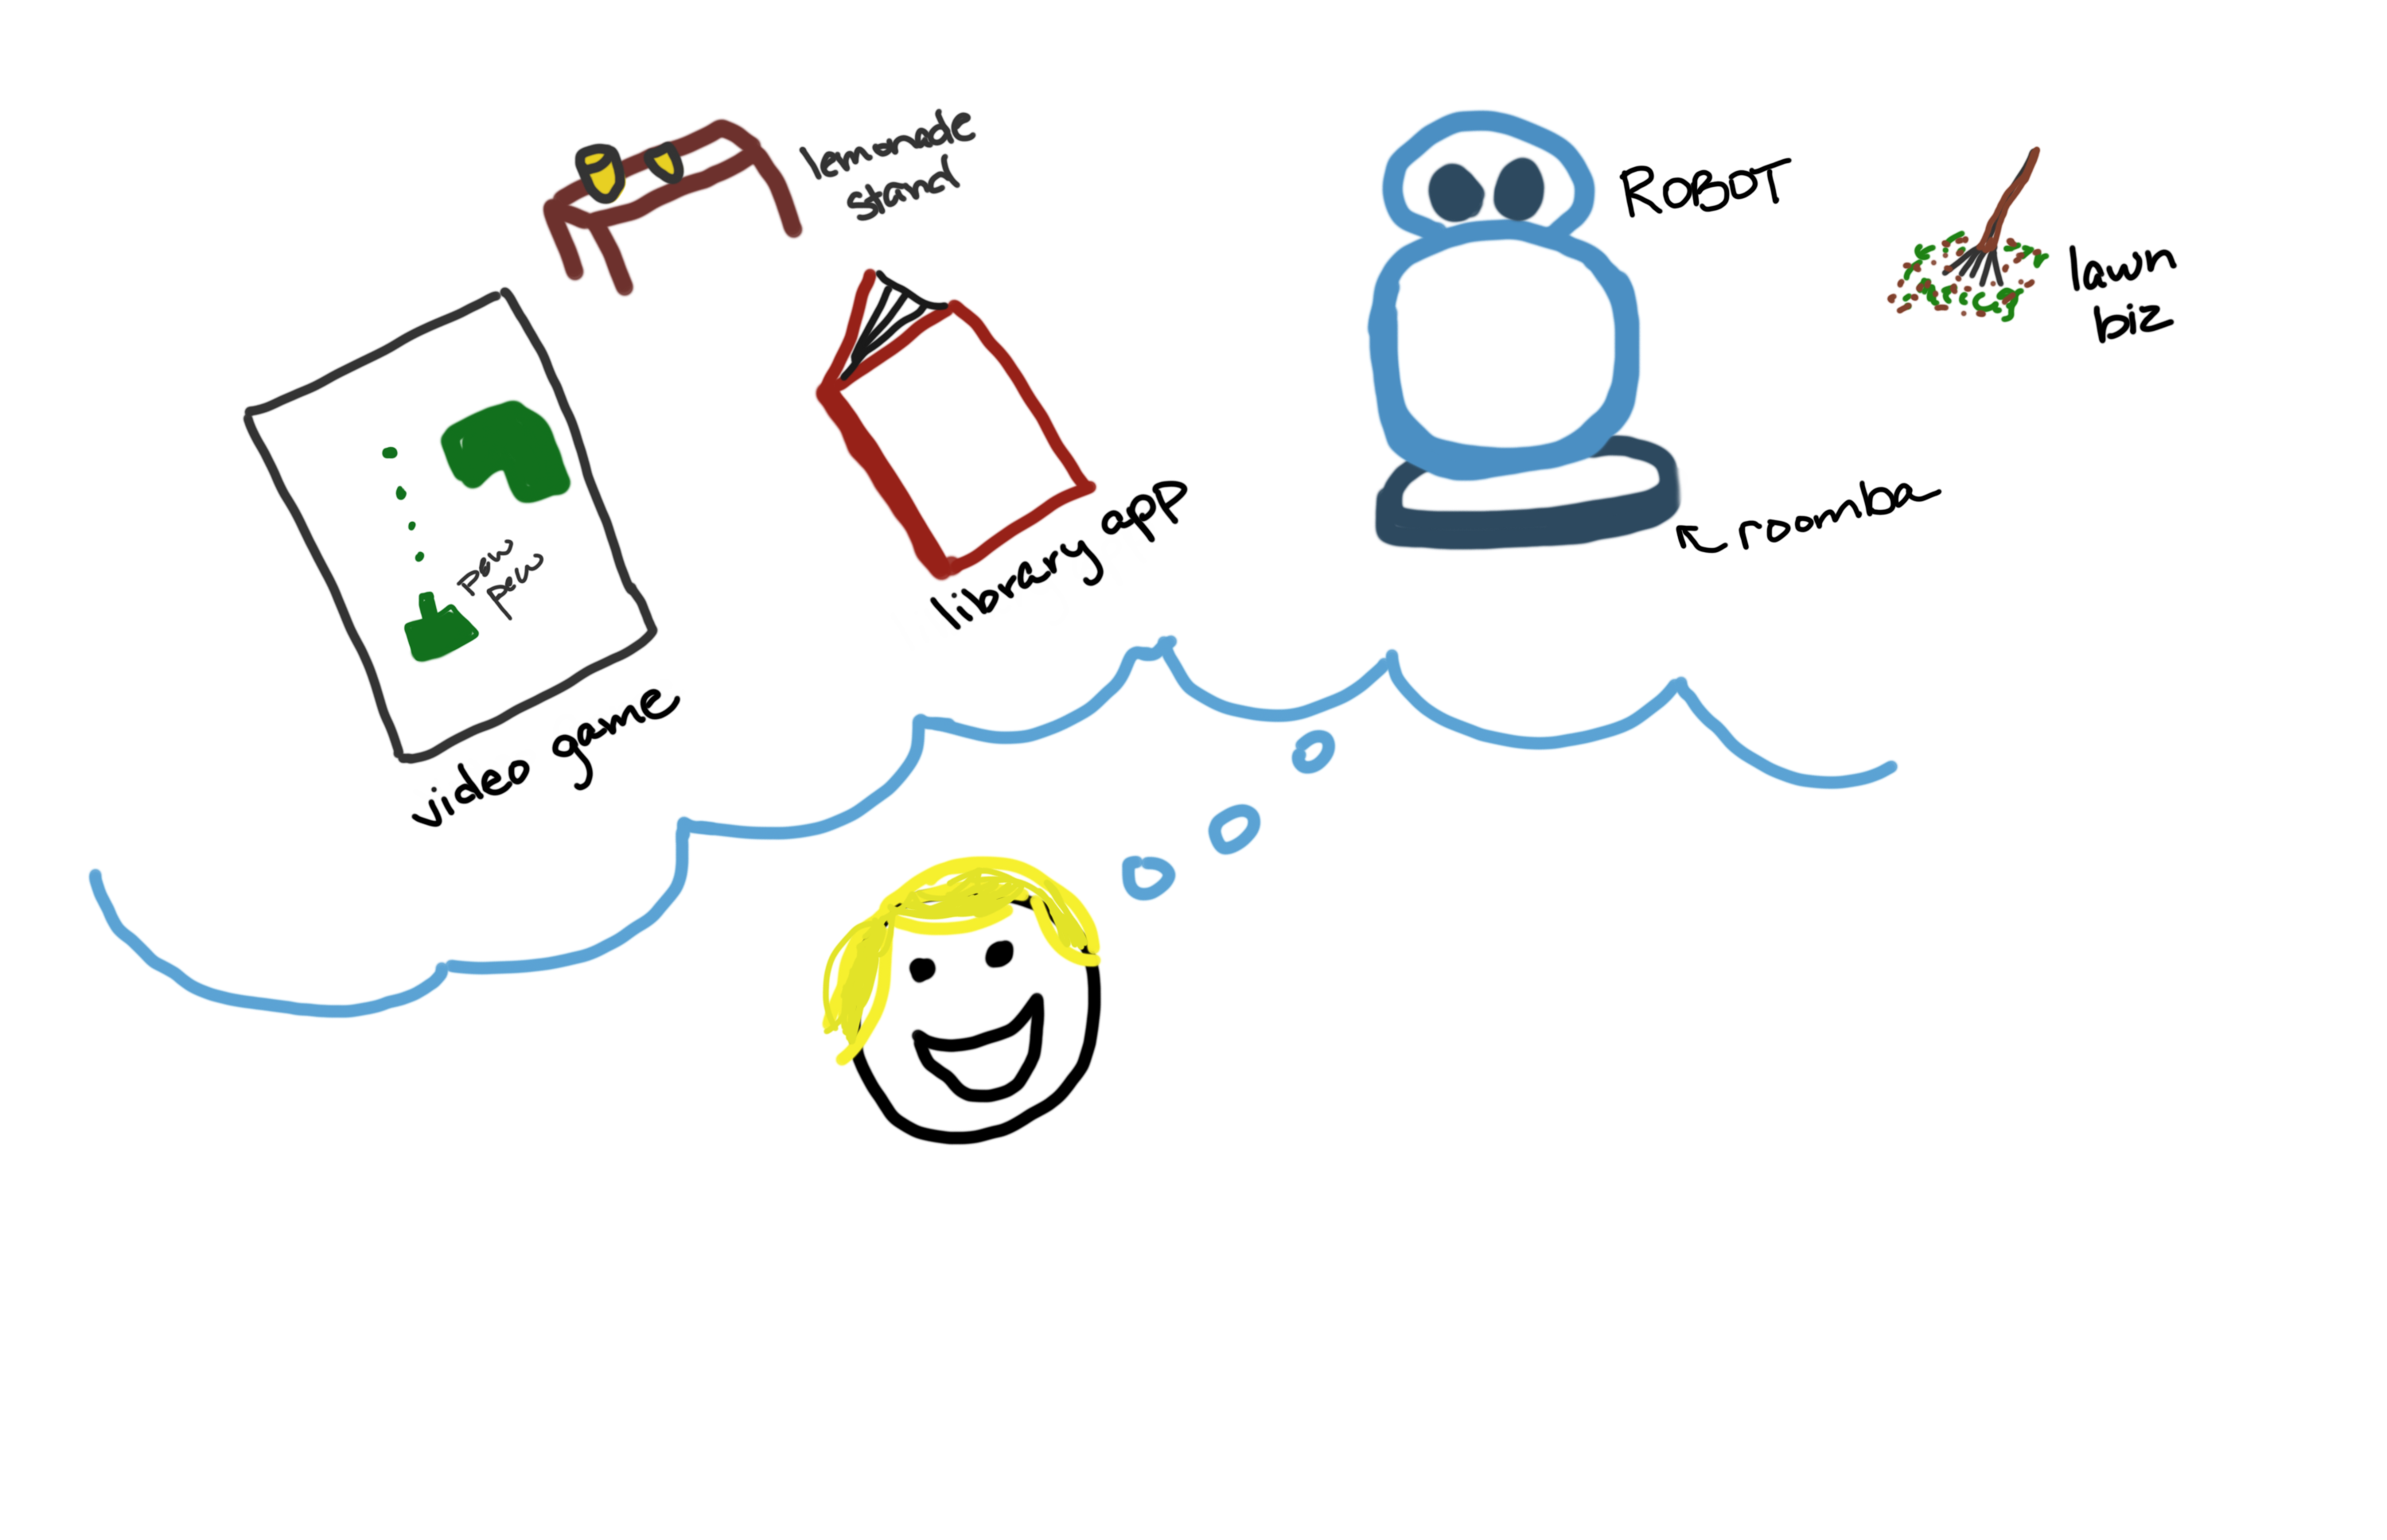 lemonade
stand
ROBOT
lawn
biz
library app
← roomba
pew
pew
video game